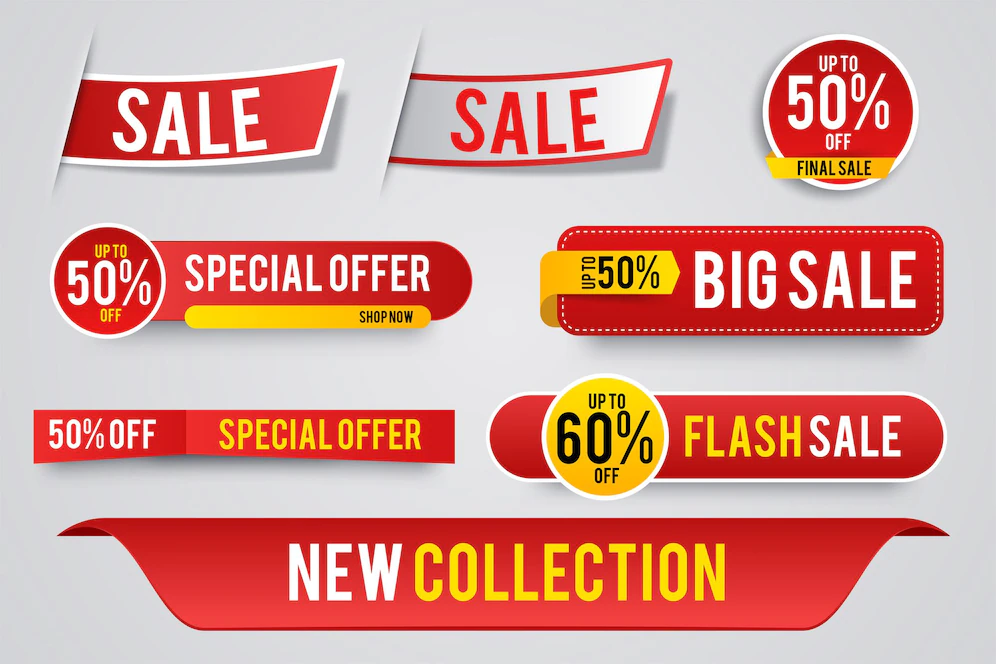 SALE
SALE
UP TO
50%
OFF
FINAL SALE
UP TO
50%
OFF
SPECIAL OFFER
SHOP NOW
UPTO 50%
BIG SALE
50% OFF
SPECIAL OFFER
UP TO
60%
OFF
FLASH SALE
NEW COLLECTION